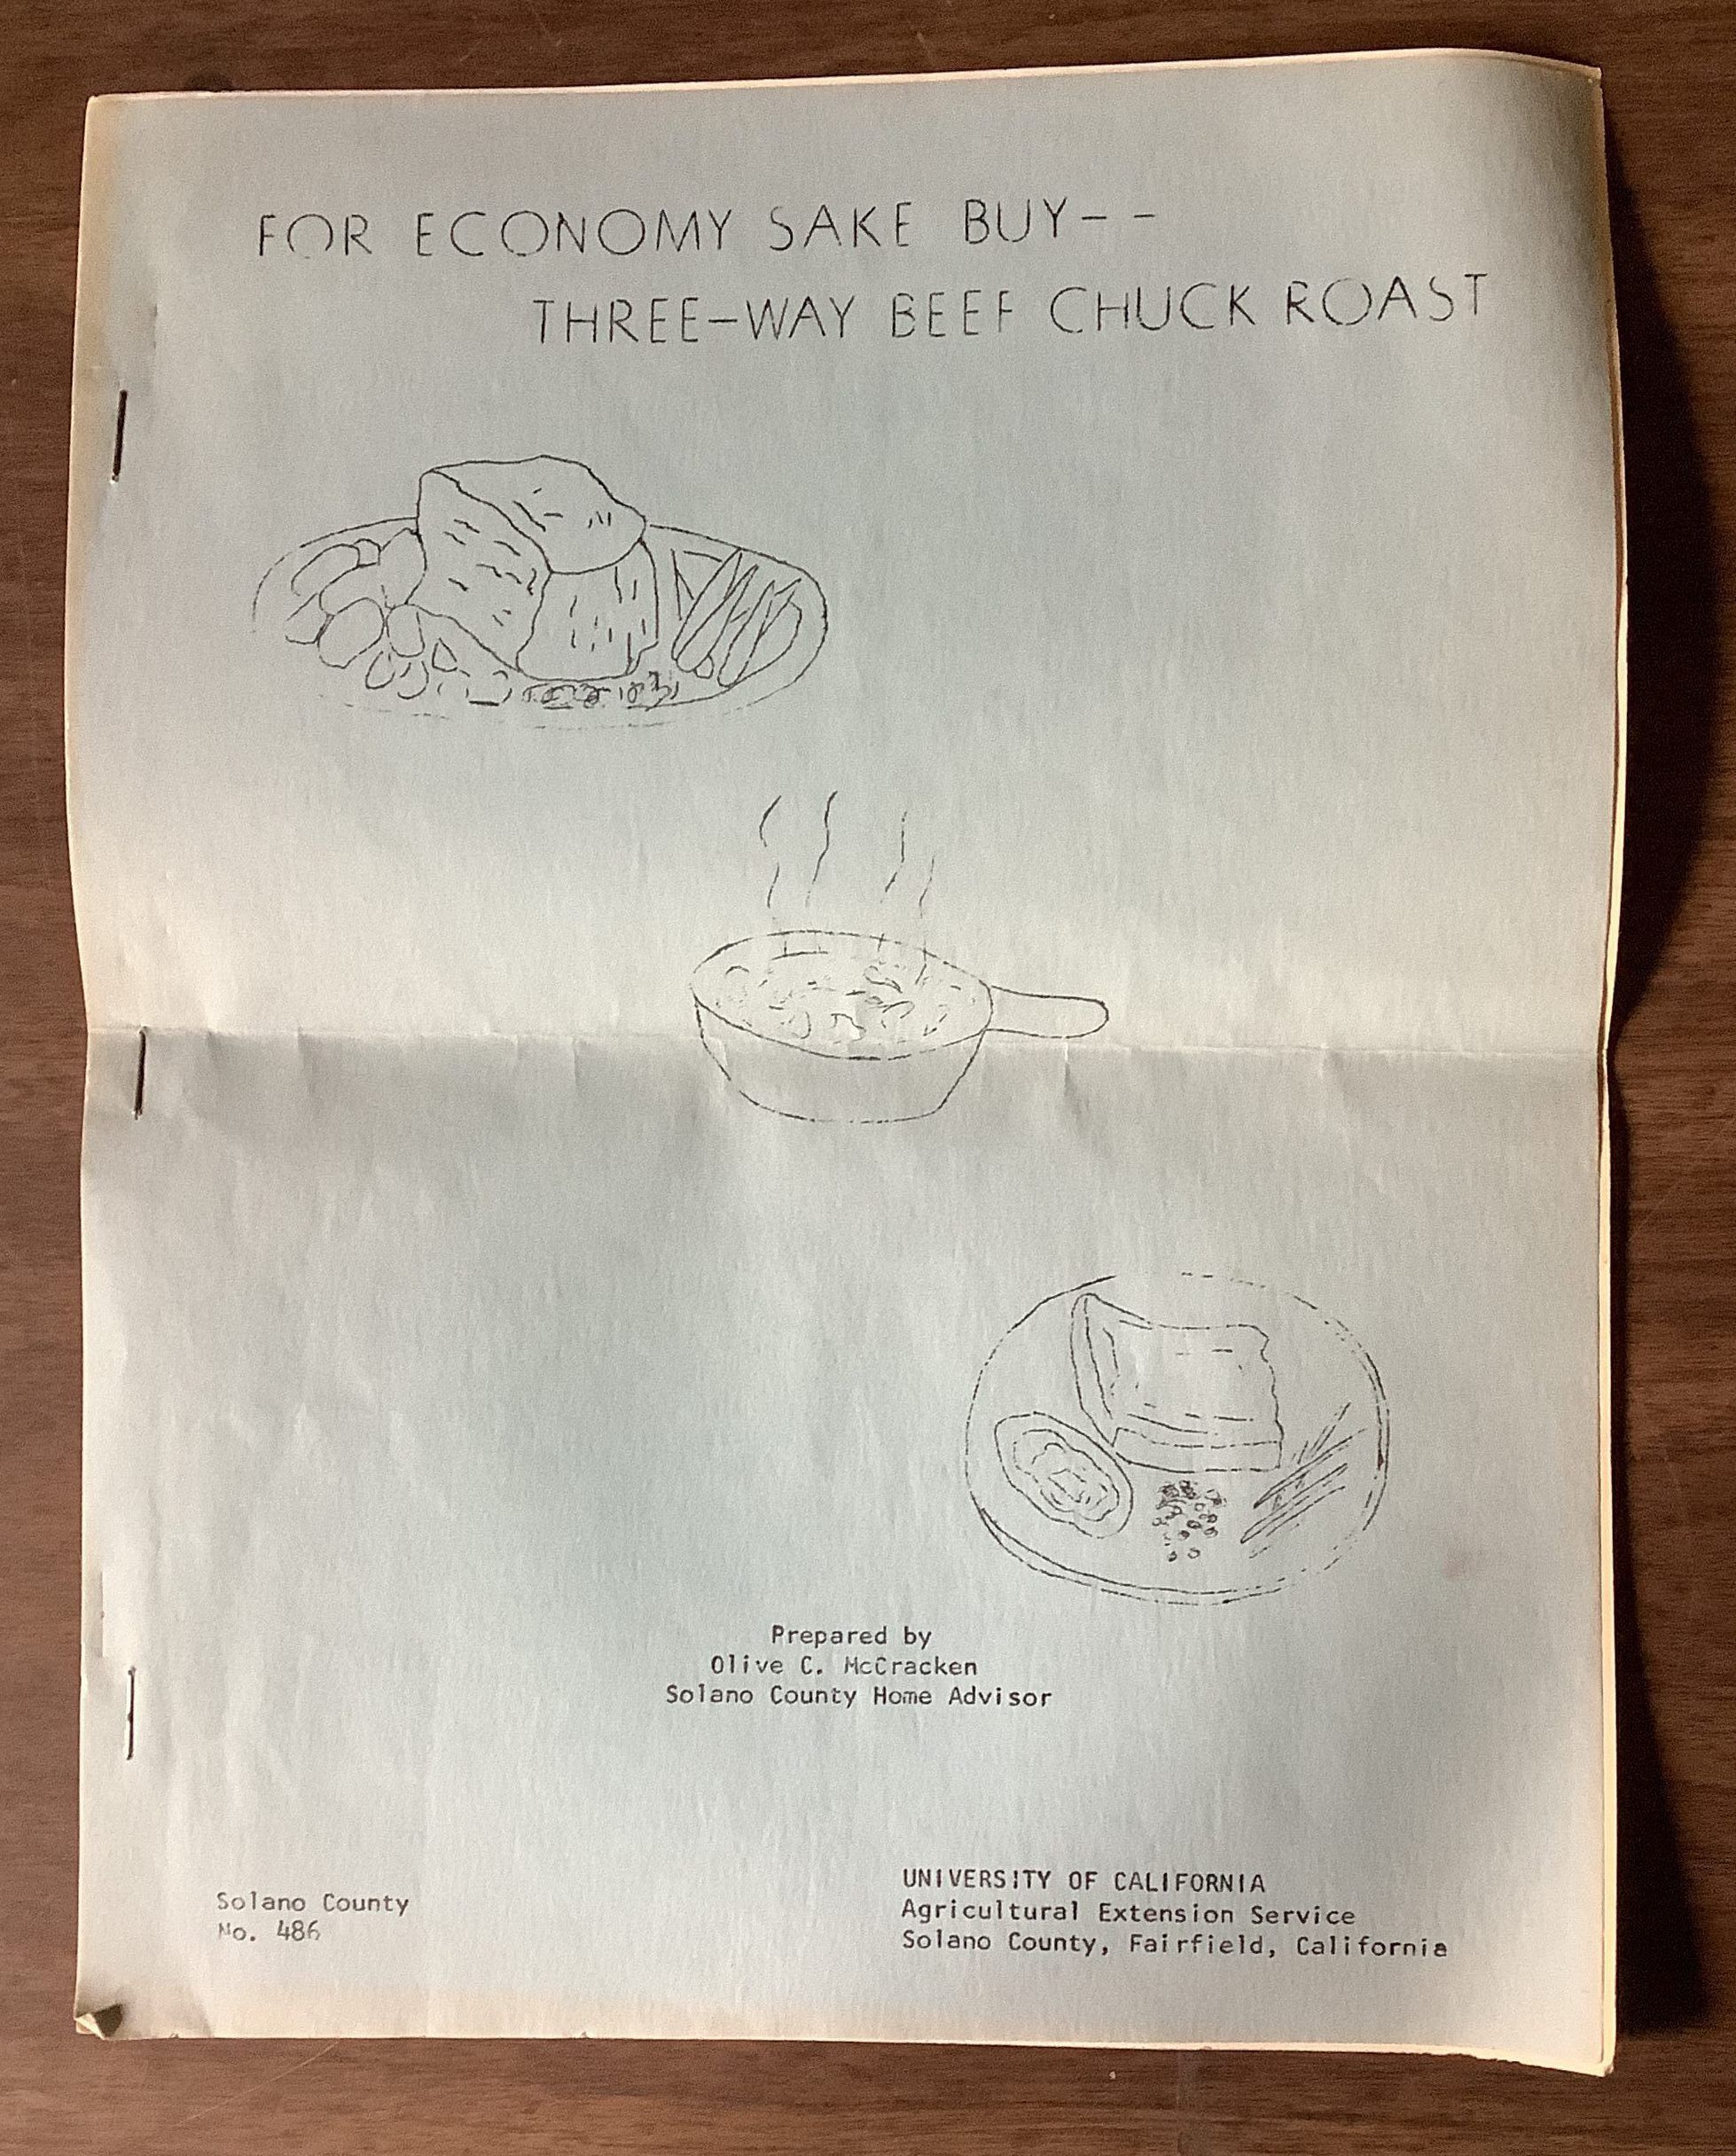 FOR ECONOMY SAKE BUY--
THREE-WAY BEEF CHUCK ROAST
Prepared by
Olive C. McCracken
Solano County Home Advisor
Solano County
No. 486
UNIVERSITY OF CALIFORNIA
Agricultural Extension Service
Solano County, Fairfield, California